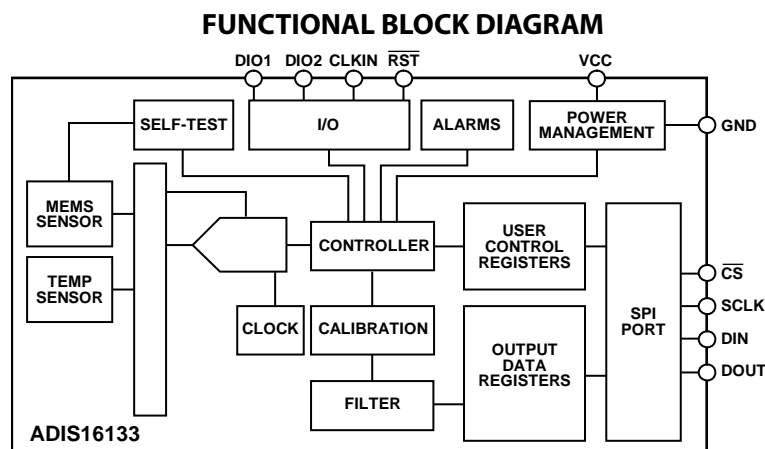 FUNCTIONAL BLOCK DIAGRAM
DIO1 DIO2 CLKIN RST VCC
SELF-TEST
I/O
ALARMS
POWER
MANAGEMENT
GND
MEMS
SENSOR
TEMP
SENSOR
CONTROLLER
USER
CONTROL
REGISTERS
CLOCK
CALIBRATION
FILTER
OUTPUT
DATA
REGISTERS
SPI
PORT
CS
SCLK
DIN
DOUT
ADIS16133